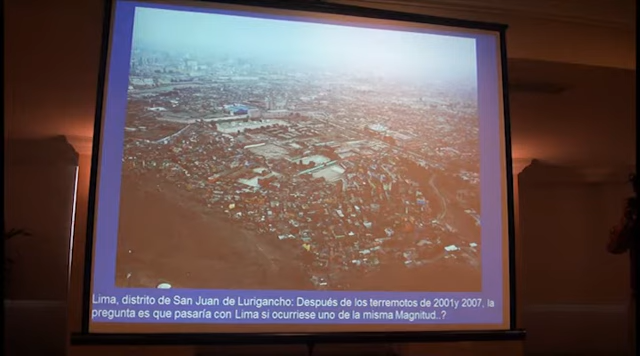 Lima, distrito de San Juan de Lurigancho: Después de los terremotos de 2001y 2007, la
pregunta es que pasaría con Lima si ocurriese uno de la misma Magnitud..?